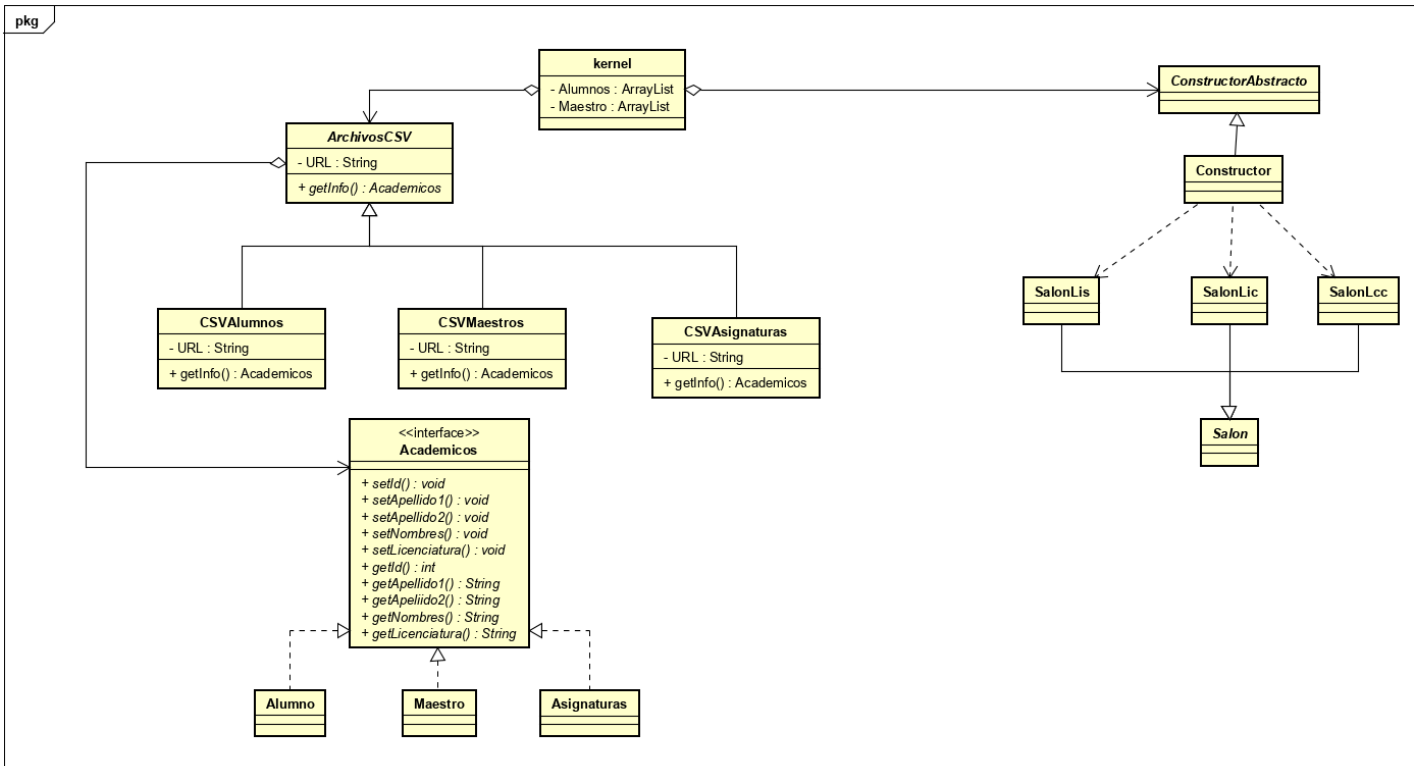 pkg
kernel
- Alumnos : ArrayList
- Maestro : ArrayList
ConstructorAbstracto
ArchivosCSV
- URL : String
+ getInfo() : Academicos
Constructor
CSVAlumnos
- URL : String
+ getInfo() : Academicos
CSVMaestros
- URL : String
+ getInfo() : Academicos
CSVAsignaturas
- URL : String
+ getInfo() : Academicos
SalonLis
SalonLic
SalonLcc
Salon
<<interface>>
Academicos
+ setId() : void
+ setApellido1() : void
+ setApellido2() : void
+ setNombres() : void
+ setLicenciatura() : void
+ getId() : int
+ getApellido1() : String
+ getApeliido2() : String
+ getNombres() : String
+ getLicenciatura() : String
Alumno
Maestro
Asignaturas